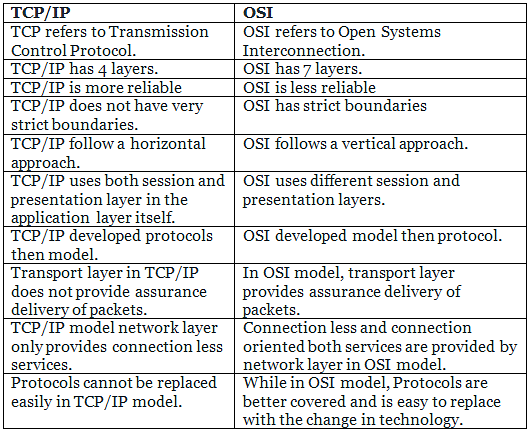 TCP/IP
OSI
TCP refers to Transmission
Control Protocol.
OSI refers to Open Systems
Interconnection.
TCP/IP has 4 layers.
OSI has 7 layers.
TCP/IP is more reliable
OSI is less reliable
TCP/IP does not have very
strict boundaries.
OSI has strict boundaries
TCP/IP follow a horizontal
approach.
OSI follows a vertical approach.
TCP/IP uses both session and
presentation layer in the
application layer itself.
OSI uses different session and
presentation layers.
TCP/IP developed protocols
then model.
OSI developed model then protocol.
Transport layer in TCP/IP
does not provide assurance
delivery of packets.
In OSI model, transport layer
provides assurance delivery of
packets.
TCP/IP model network layer
only provides connection less
services.
Connection less and connection
oriented both services are provided by
network layer in OSI model.
Protocols cannot be replaced
easily in TCP/IP model.
While in OSI model, Protocols are
better covered and is easy to replace
with the change in technology.